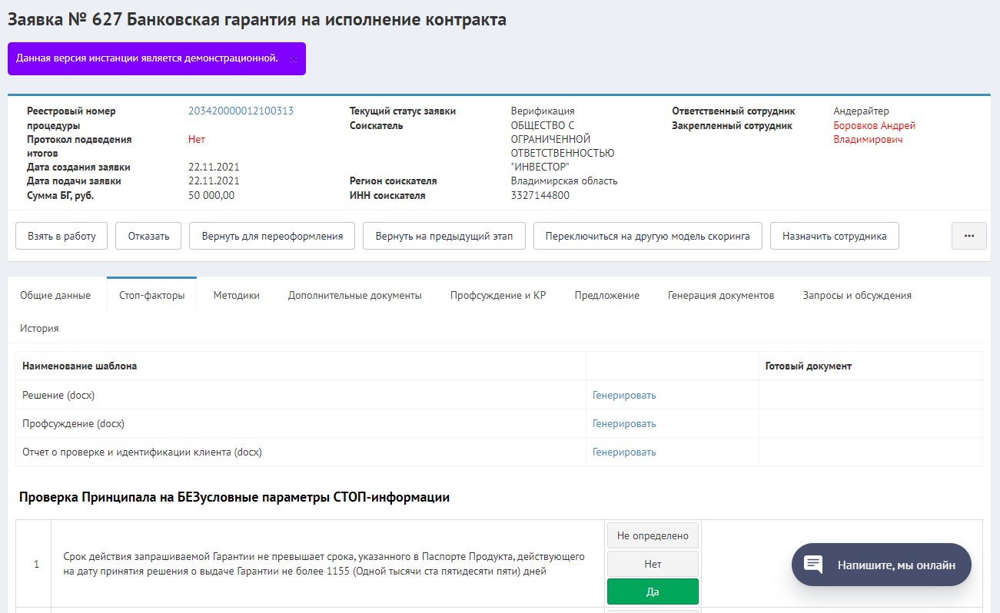 Заявка № 627 Банковская гарантия на исполнение контракта
Данная версия инстанции является демонстрационной. ×
Реестровый номер процедуры 203420000012100313
Протокол подведения итогов Нет
Дата создания заявки 22.11.2021
Дата подачи заявки 22.11.2021
Сумма БГ, руб. 50 000,00
Текущий статус заявки Верификация
Соискатель ОБЩЕСТВО С ОГРАНИЧЕННОЙ ОТВЕТСТВЕННОСТЬЮ "ИНВЕСТОР"
Регион соискателя Владимирская область
ИНН соискателя 3327144800
Ответственный сотрудник Андерайтер
Закрепленный сотрудник Боровков Андрей Владимирович
Взять в работу Отказать Вернуть для переоформления Вернуть на предыдущий этап Переключиться на другую модель скоринга Назначить сотрудника ...
Общие данные Стоп-факторы Методики Дополнительные документы Профсуждение и КР Предложение Генерация документов Запросы и обсуждения
История
Наименование шаблона Готовый документ
Решение (docx) Генерировать
Профсуждение (docx) Генерировать
Отчет о проверке и идентификации клиента (docx) Генерировать
Проверка Принципала на БЕЗусловные параметры СТОП-информации
1
Срок действия запрашиваемой Гарантии не превышает срока, указанного в Паспорте Продукта, действующего
на дату принятия решения о выдаче Гарантии не более 1155 (Одной тысячи ста пятидесяти пяти) дней
Не определено
Нет
Да
Напишите, мы онлайн